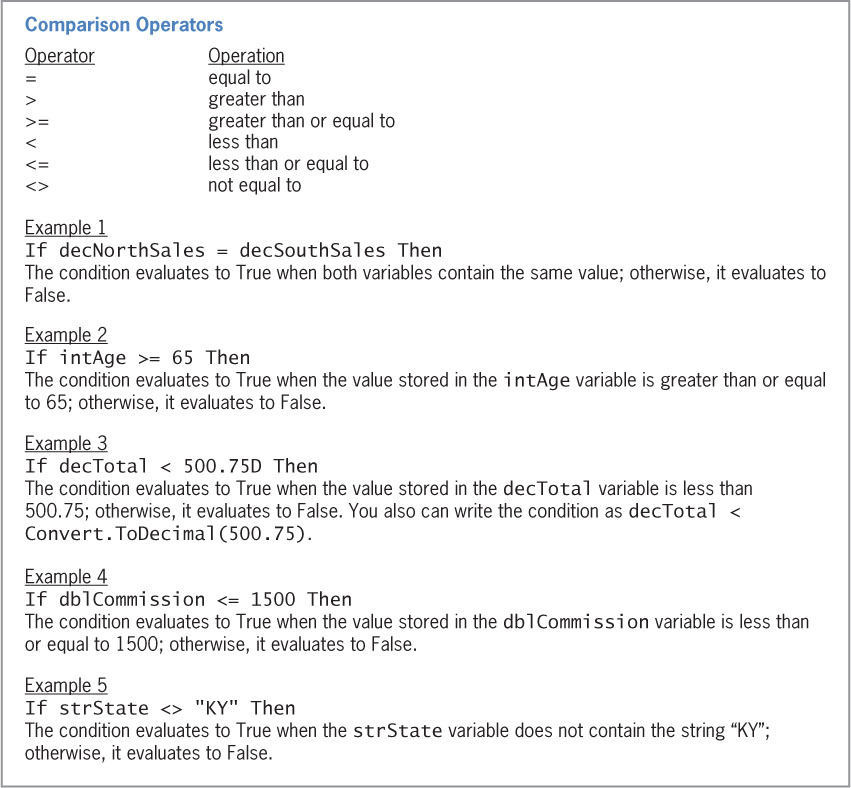 Comparison Operators
Operator Operation
= equal to
> greater than
>= greater than or equal to
< less than
<= less than or equal to
<> not equal to
Example 1
If decNorthSales = decSouthSales Then
The condition evaluates to True when both variables contain the same value; otherwise, it evaluates to
False.
Example 2
If intAge >= 65 Then
The condition evaluates to True when the value stored in the intAge variable is greater than or equal
to 65; otherwise, it evaluates to False.
Example 3
If decTotal < 500.75D Then
The condition evaluates to True when the value stored in the decTotal variable is less than
500.75; otherwise, it evaluates to False. You also can write the condition as decTotal <
Convert.ToDecimal(500.75).
Example 4
If dblCommission <= 1500 Then
The condition evaluates to True when the value stored in the dblCommission variable is less than
or equal to 1500; otherwise, it evaluates to False.
Example 5
If strState <> "KY" Then
The condition evaluates to True when the strState variable does not contain the string “KY”;
otherwise, it evaluates to False.